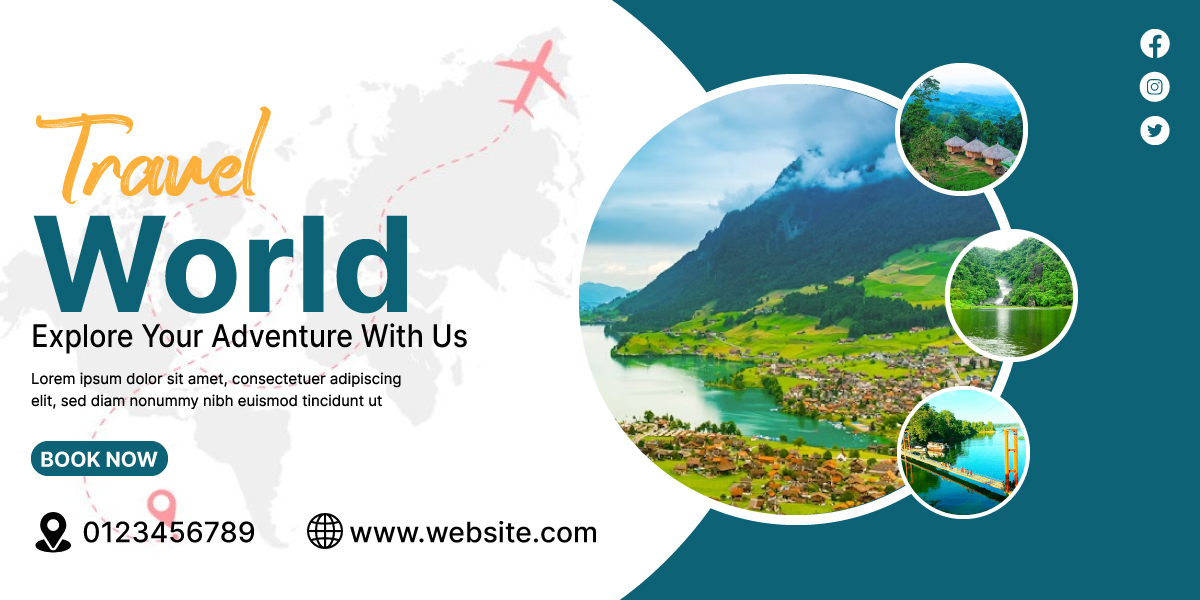 Travel
World
Explore Your Adventure With Us
Lorem ipsum dolor sit amet, consectetuer adipiscing
elit, sed diam nonummy nibh euismod tincidunt ut
BOOK NOW
0123456789
www.website.com